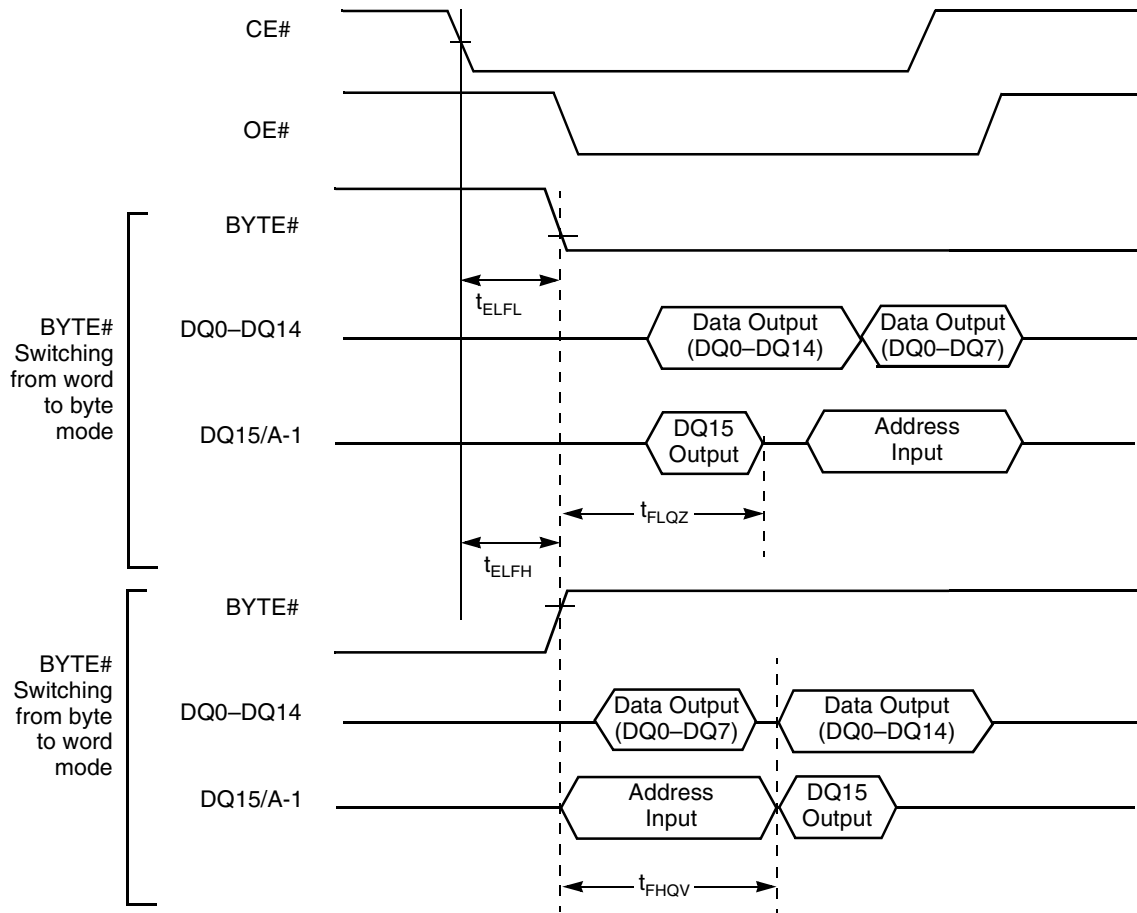 CE#
OE#
BYTE#
Switching
from word
to byte
mode
BYTE#
tELFL
DQ0–DQ14
Data Output
(DQ0–DQ14)
Data Output
(DQ0–DQ7)
DQ15/A-1
DQ15
Output
Address
Input
tFLQZ
tELFH
BYTE#
Switching
from byte
to word
mode
BYTE#
DQ0–DQ14
Data Output
(DQ0–DQ7)
Data Output
(DQ0–DQ14)
DQ15/A-1
Address
Input
DQ15
Output
tFHQV